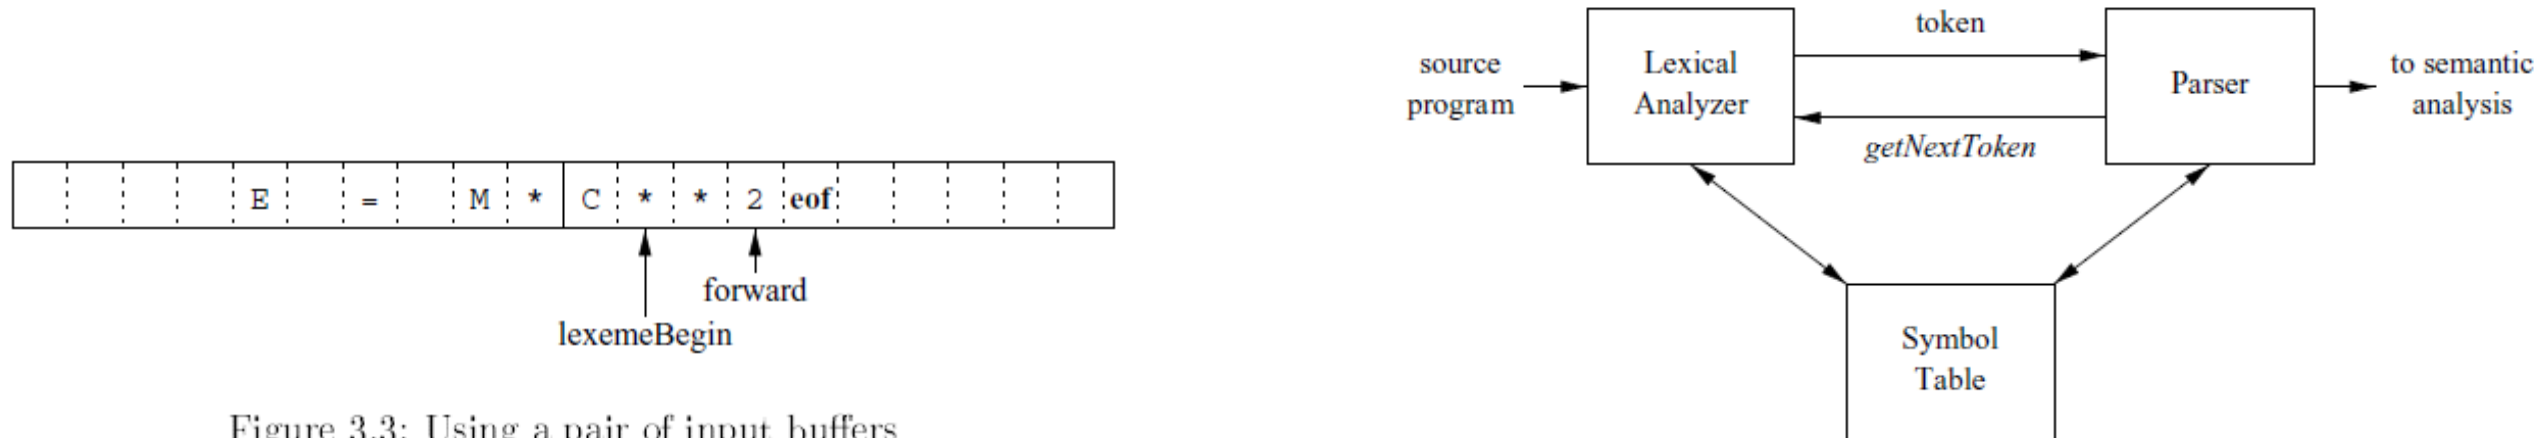 E = M * C * * 2 eof
forward
lexemeBegin
Figure 3.3: Using a pair of input buffers
source
program
Lexical
Analyzer
token
getNextToken
Parser
to semantic
analysis
Symbol
Table